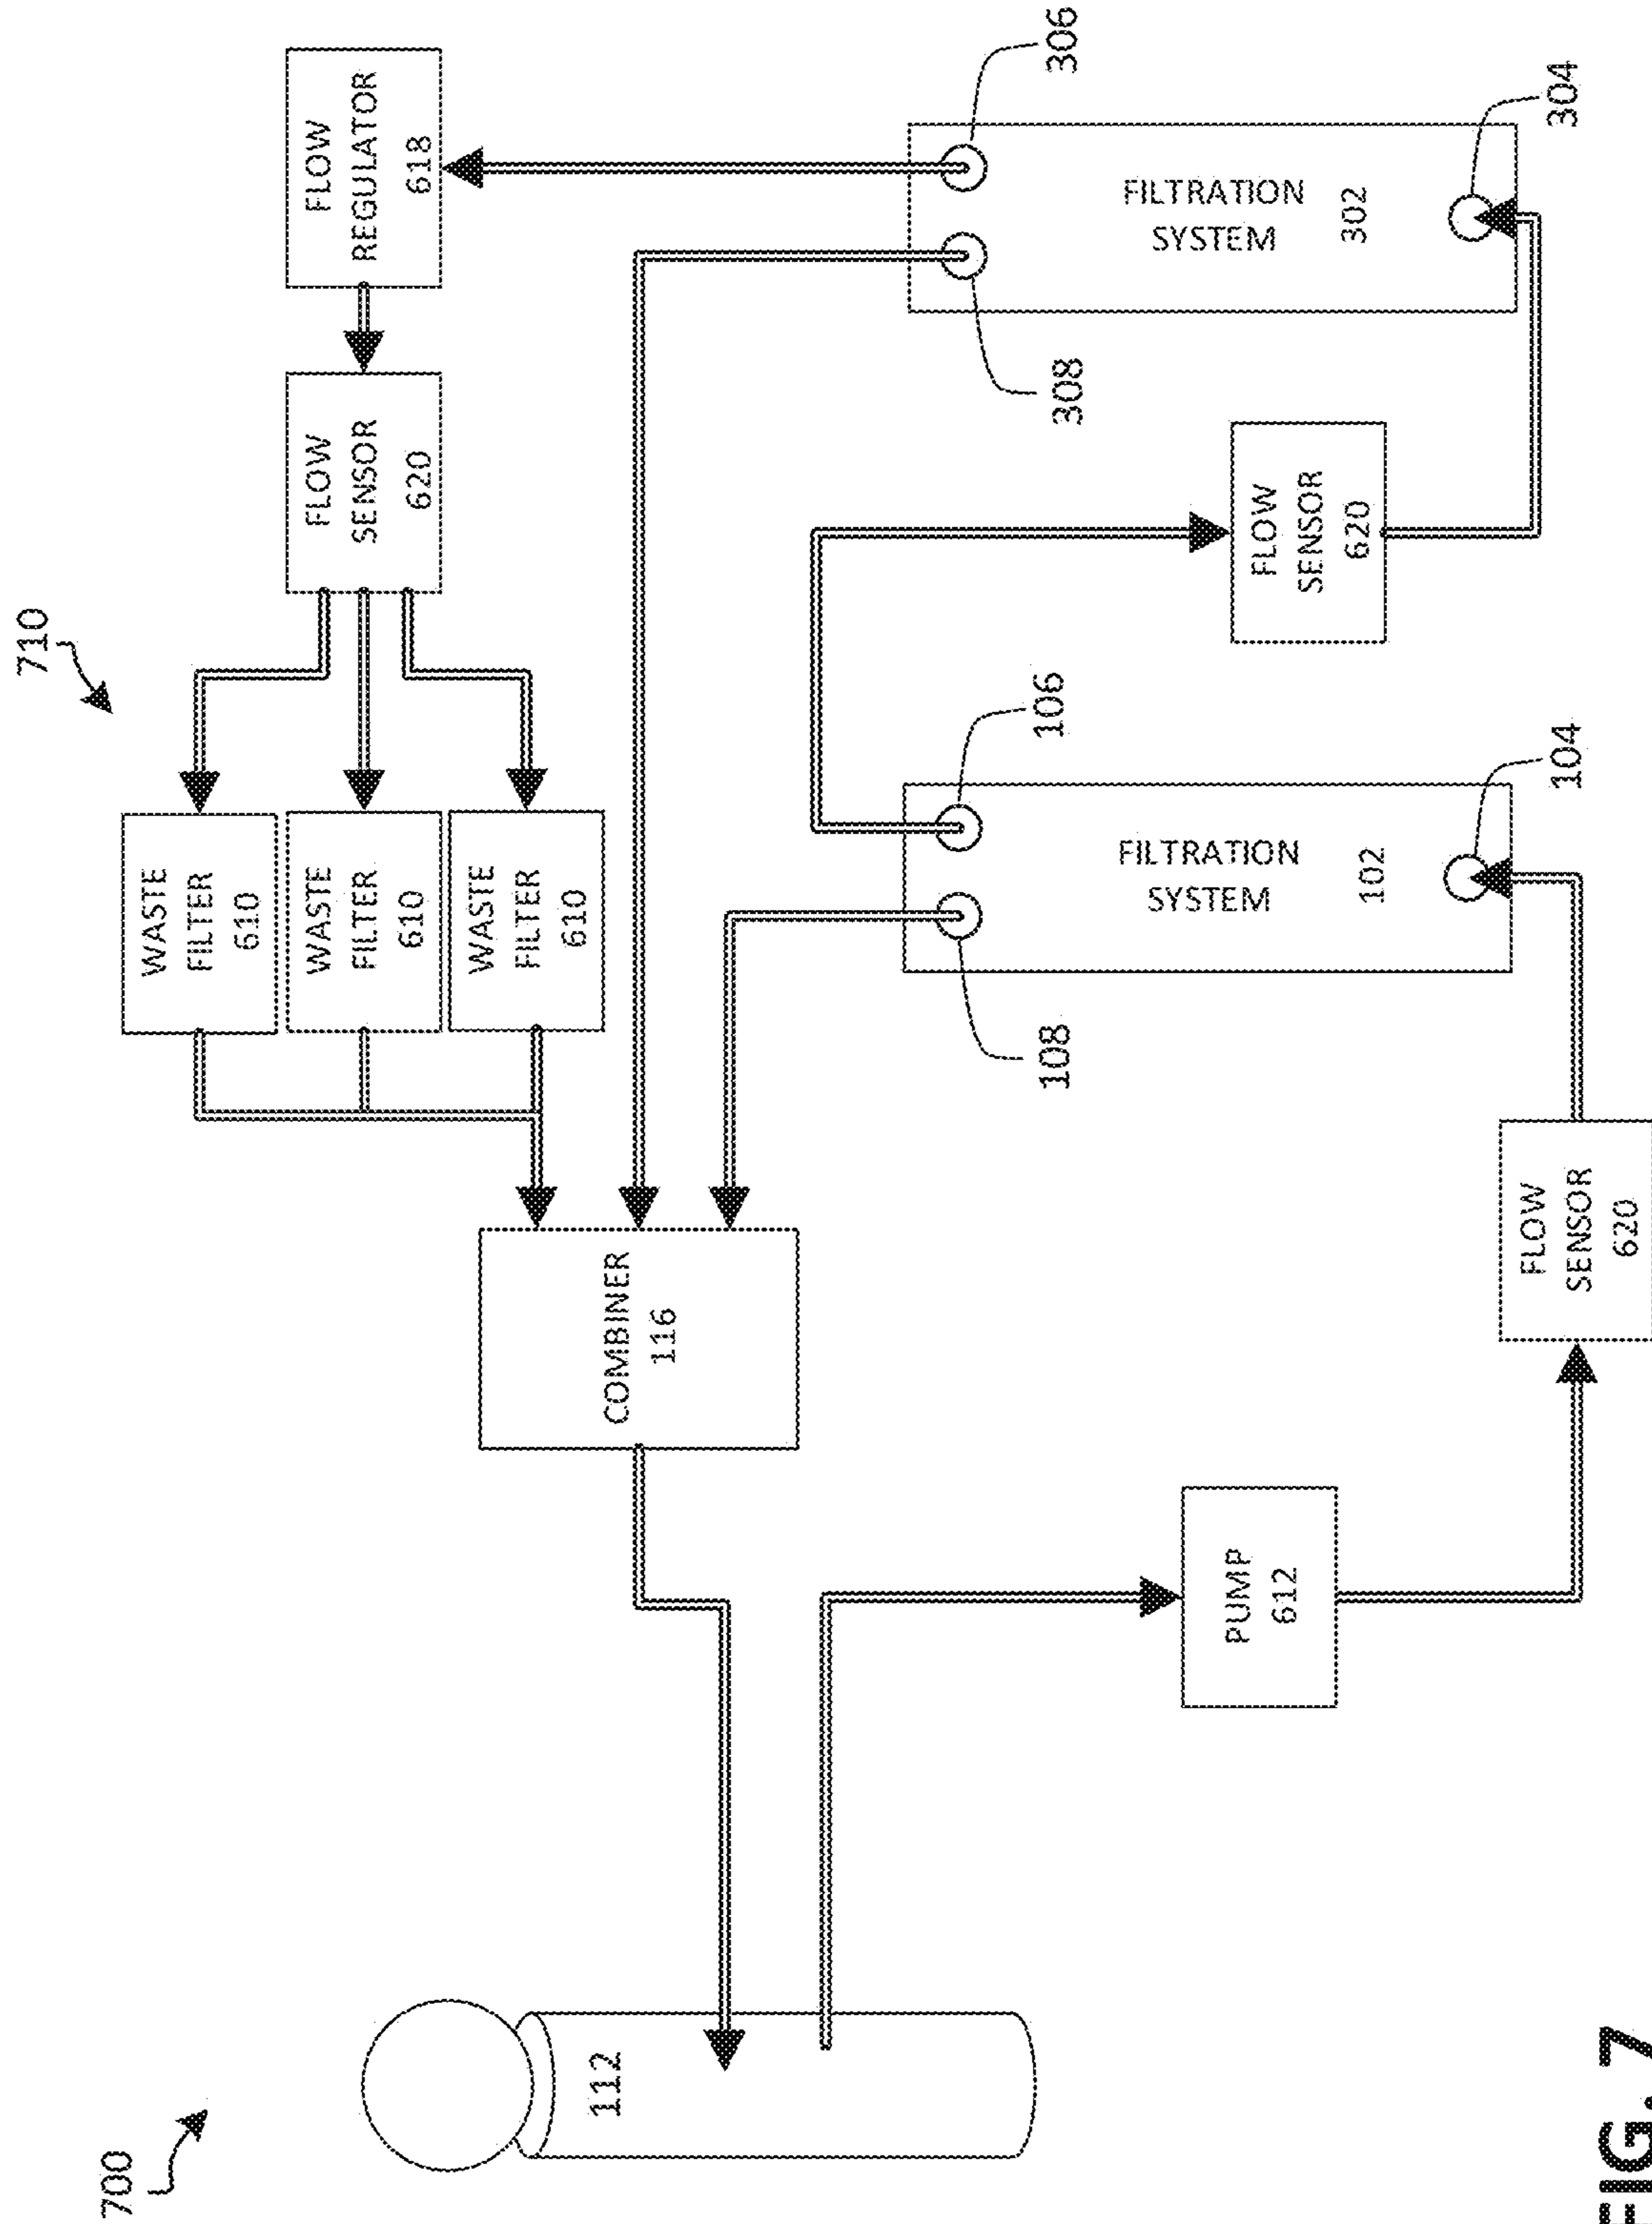 700
710
FLOW
REGULATOR
618
FLOW
SENSOR
620
WASTE
FILTER
610
WASTE
FILTER
610
WASTE
FILTER
610
COMBINER
116
112
PUMP
612
FLOW
SENSOR
620
FILTRATION
SYSTEM
102
104
106
108
FLOW
SENSOR
620
FILTRATION
SYSTEM
302
304
306
308
FIG. 7